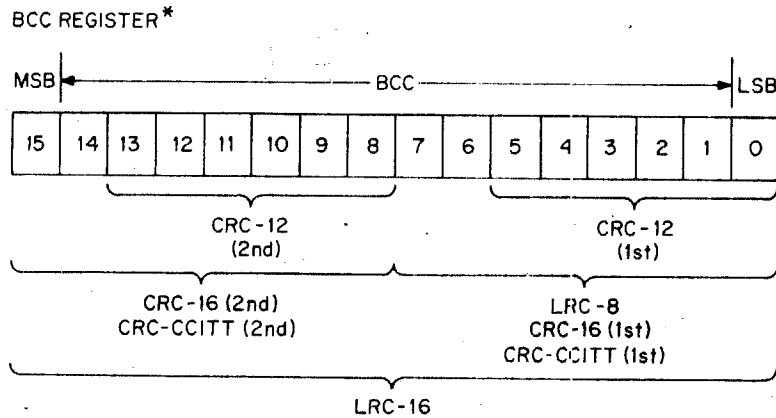 BCC REGISTER*
MSB BCC LSB
15 14 13 12 11 10 9 8 7 6 5 4 3 2 1 0
CRC-12 CRC-12
(2nd) (1st)
CRC-16 (2nd) LRC-8
CRC-CCITT (2nd) CRC-16 (1st)
CRC-CCITT (1st)
LRC-16